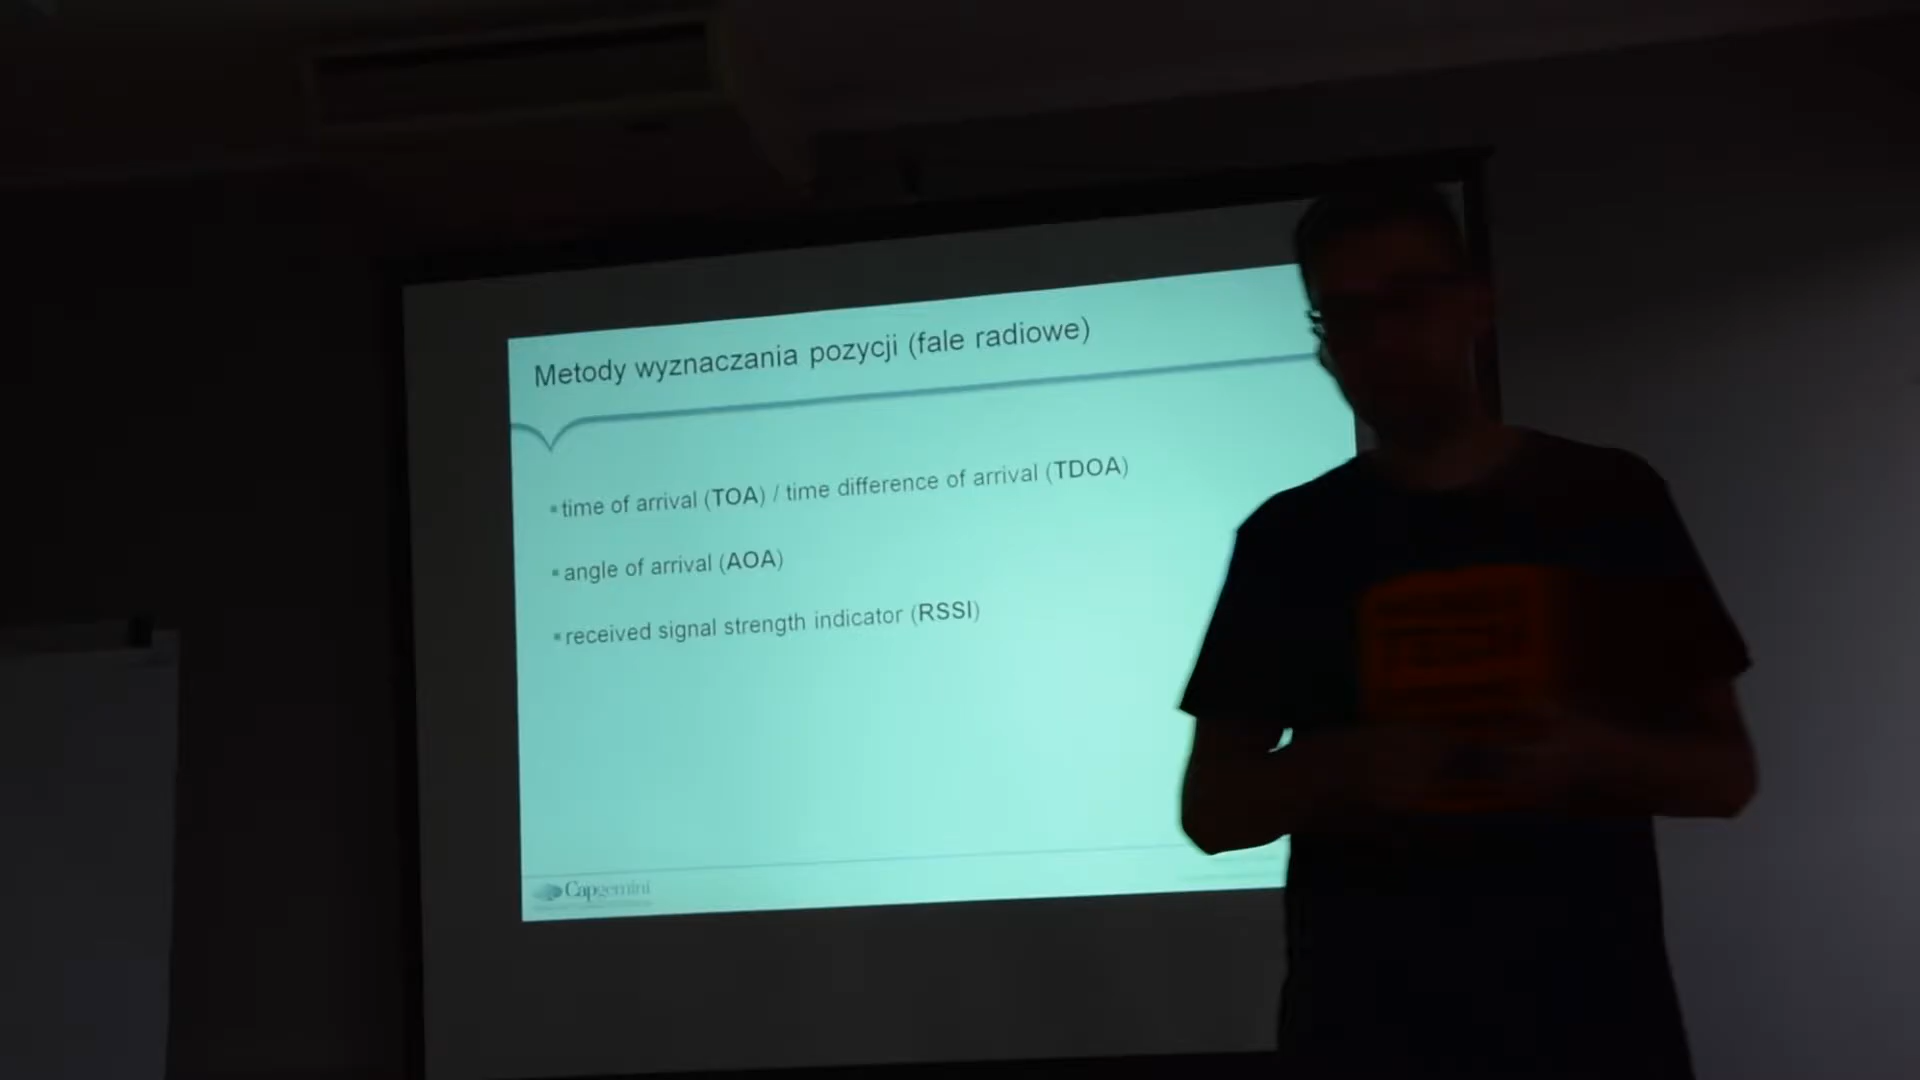 Metody wyznaczania pozycji (fale radiowe)
▪ time of arrival (TOA) / time difference of arrival (TDOA)
▪ angle of arrival (AOA)
▪ received signal strength indicator (RSSI)
Capgemini